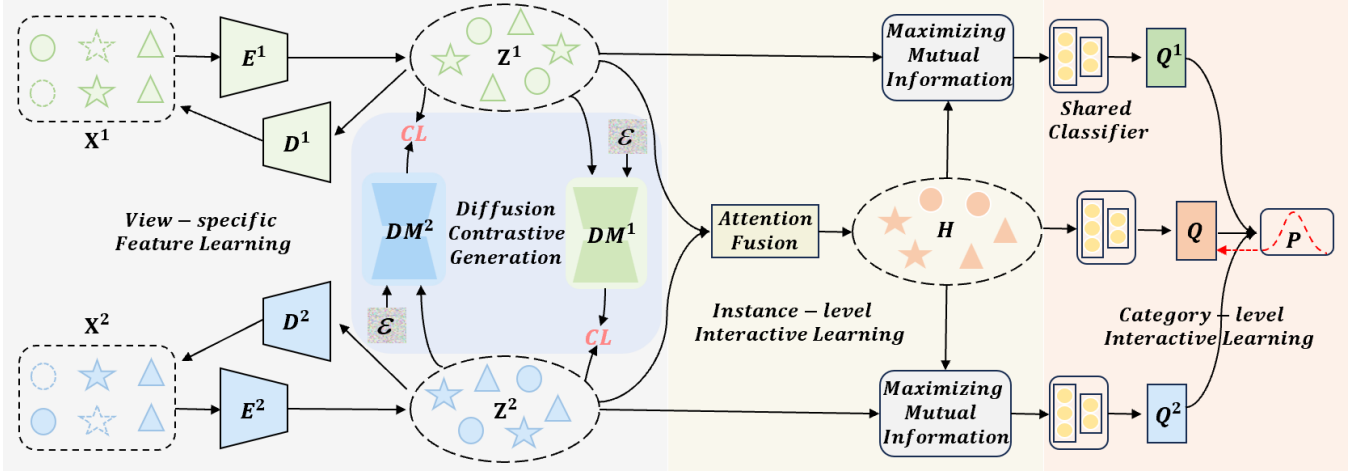 X¹
E¹
D¹
Z¹
View − specific
Feature Learning
CL
ℰ
DM²
Diffusion
Contrastive
Generation
DM¹
ℰ
CL
X²
D²
E²
Z²
Attention
Fusion
Maximizing
Mutual
Information
H
Instance − level
Interactive Learning
Maximizing
Mutual
Information
Shared
Classifier
Q¹
Q
P
Category − level
Interactive Learning
Q²